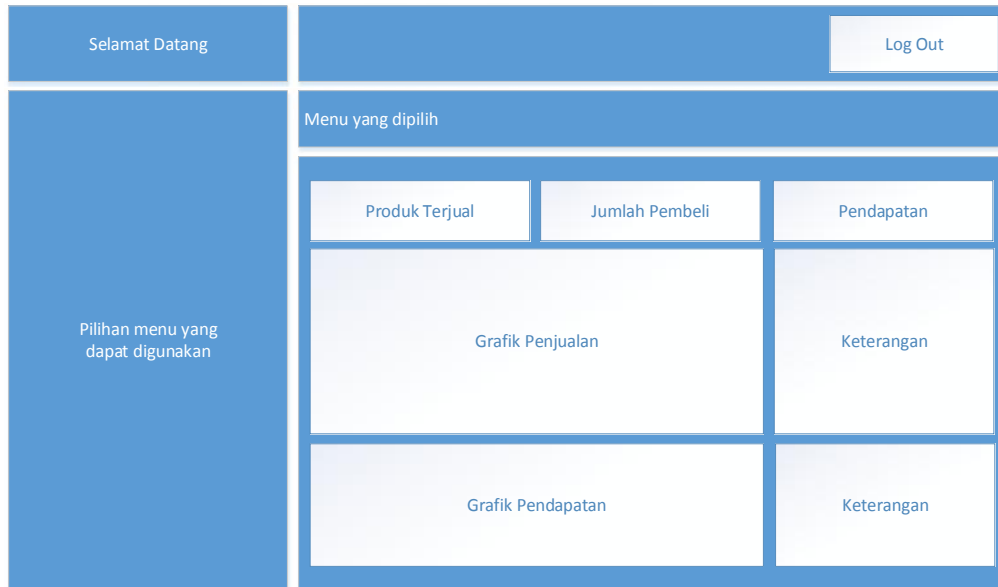 Selamat Datang
Log Out
Menu yang dipilih
Pilihan menu yang
dapat digunakan
Produk Terjual
Jumlah Pembeli
Pendapatan
Grafik Penjualan
Keterangan
Grafik Pendapatan
Keterangan